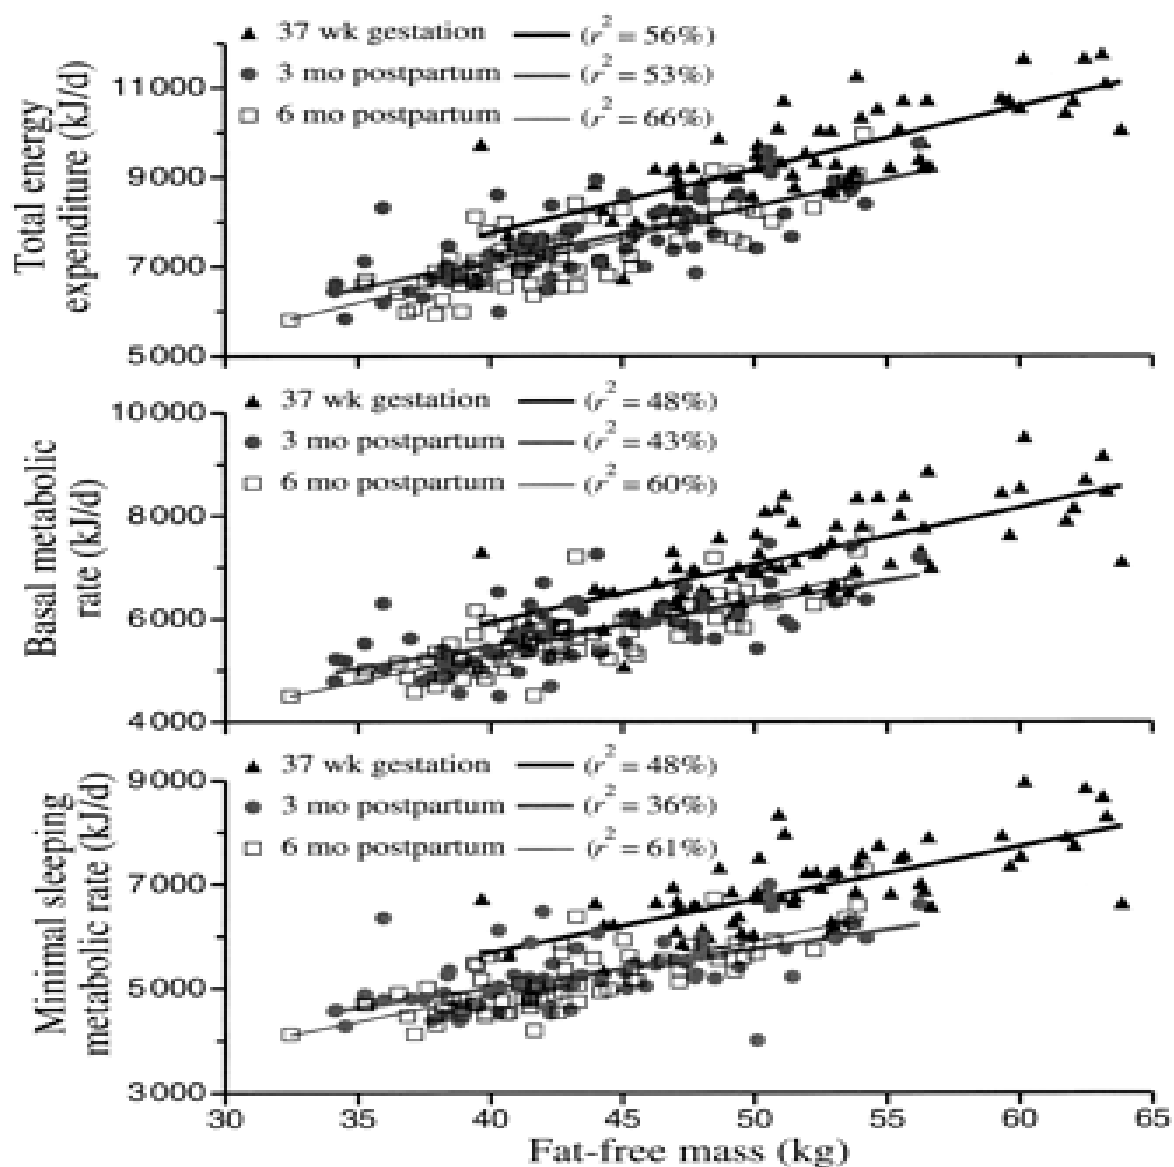 37 wk gestation (r² = 56%)
3 mo postpartum (r² = 53%)
6 mo postpartum (r² = 66%)
Total energy
expenditure (kJ/d)
11000
9000
7000
5000
37 wk gestation (r² = 48%)
3 mo postpartum (r² = 43%)
6 mo postpartum (r² = 60%)
Basal metabolic
rate (kJ/d)
10000
8000
6000
4000
37 wk gestation (r² = 48%)
3 mo postpartum (r² = 36%)
6 mo postpartum (r² = 61%)
Minimal sleeping
metabolic rate (kJ/d)
9000
7000
5000
3000
30 35 40 45 50 55 60 65
Fat-free mass (kg)